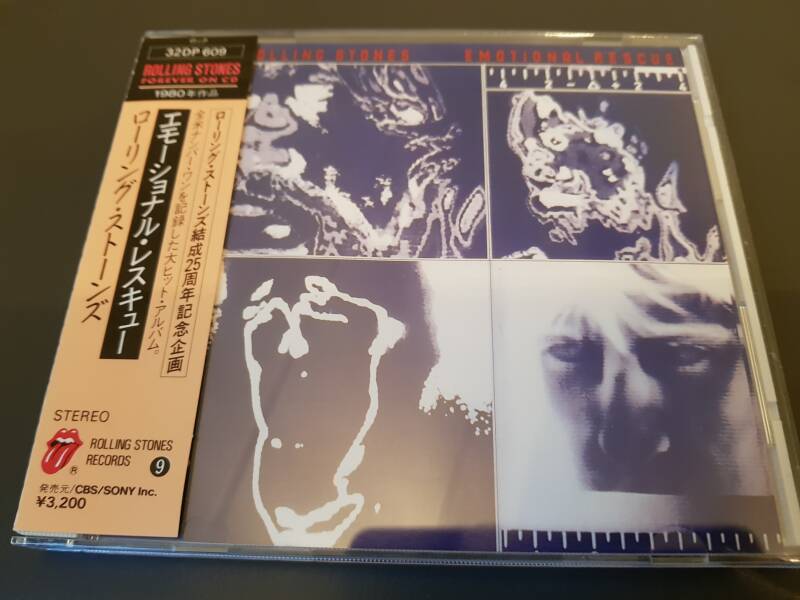 32DP 609
ROLLING STONES
FOREVER ON CD
1980年作品
ローリング・ストーンズ結成25周年記念企画
全米ナンバー・ワンを記録した大ヒット・アルバム。
エモーショナル・レスキュー
ローリング・ストーンズ
STEREO
ROLLING STONES
RECORDS
9
®
発売元/CBS/SONY Inc.
¥3,200
ROLLING STONES EMOTIONAL RESCUE